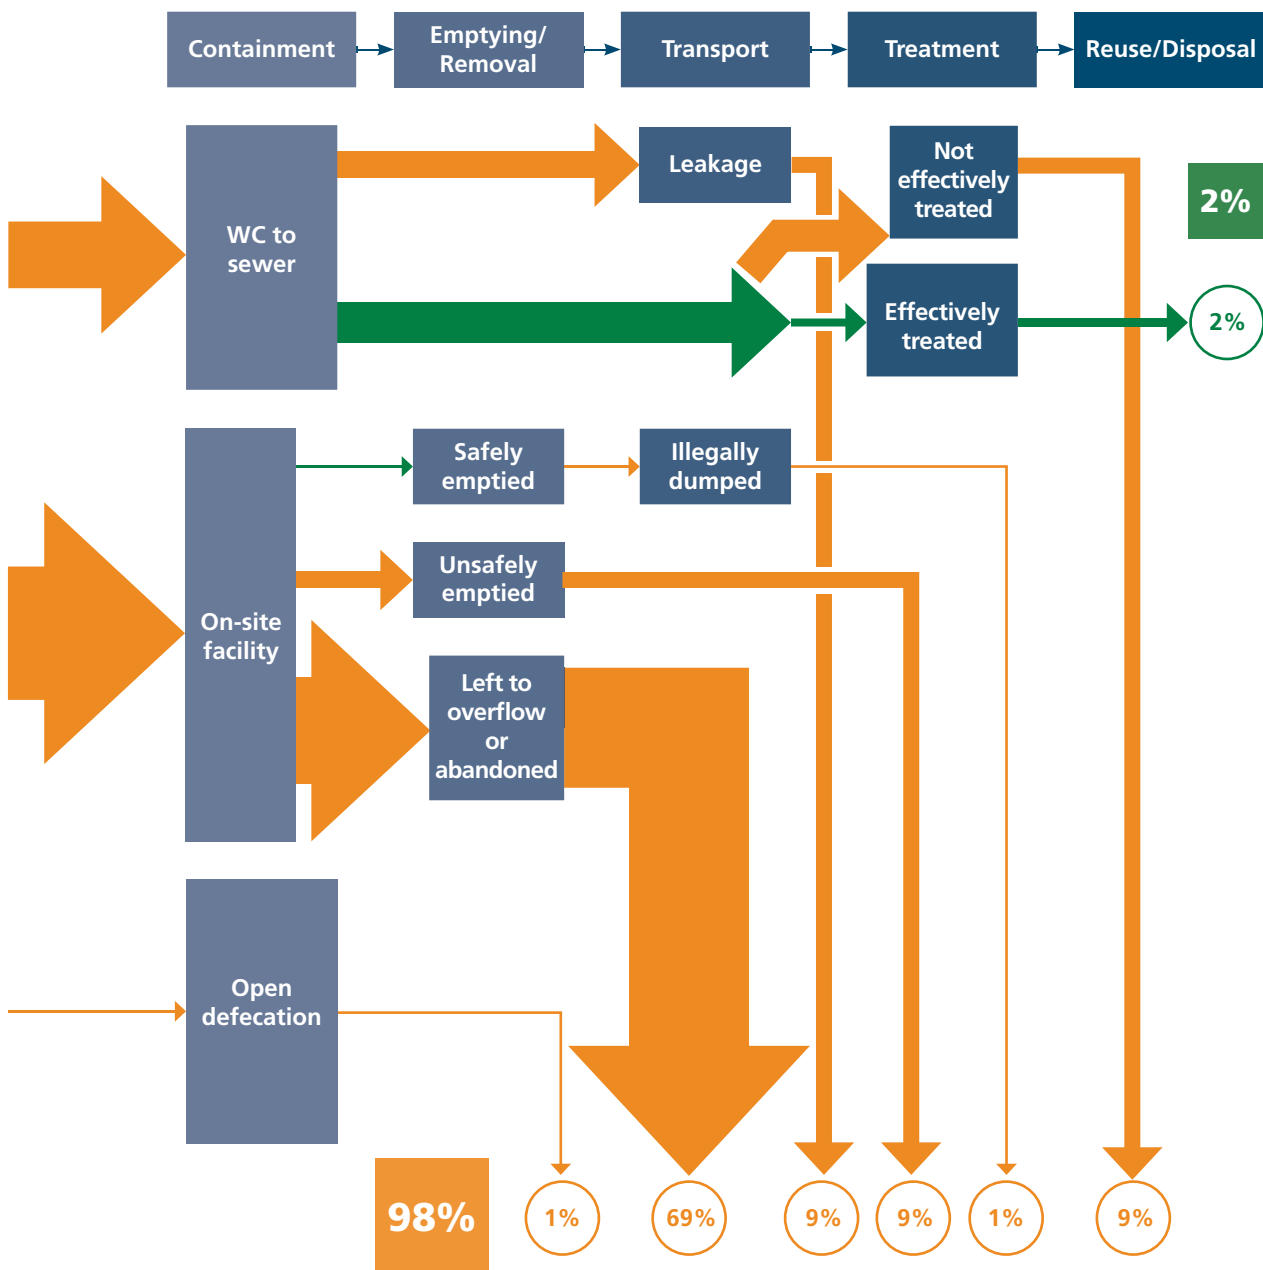 Containment
Emptying/
Removal
Transport
Treatment
Reuse/Disposal
WC to
sewer
Leakage
Not
effectively
treated
2%
Effectively
treated
2%
On-site
facility
Safely
emptied
Illegally
dumped
Unsafely
emptied
Left to
overflow
or
abandoned
Open
defecation
98%
1%
69%
9%
9%
1%
9%